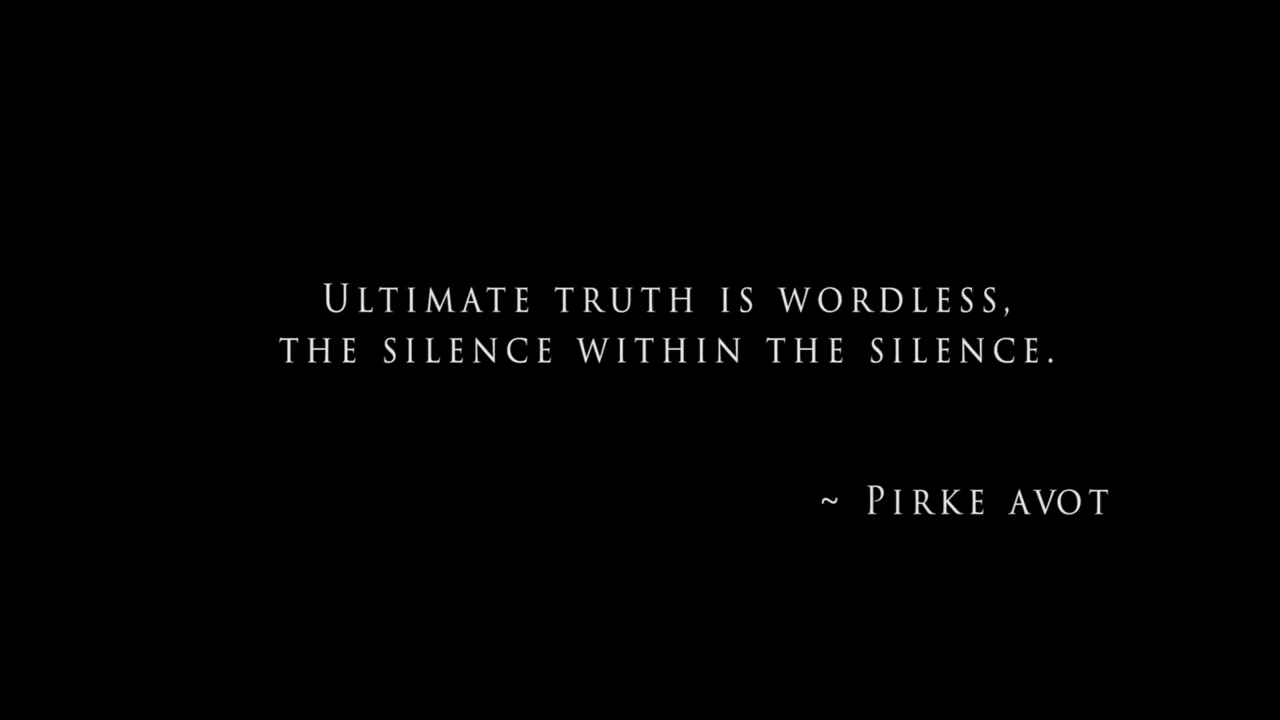 Ultimate truth is wordless,
the silence within the silence.
~ Pirke avot